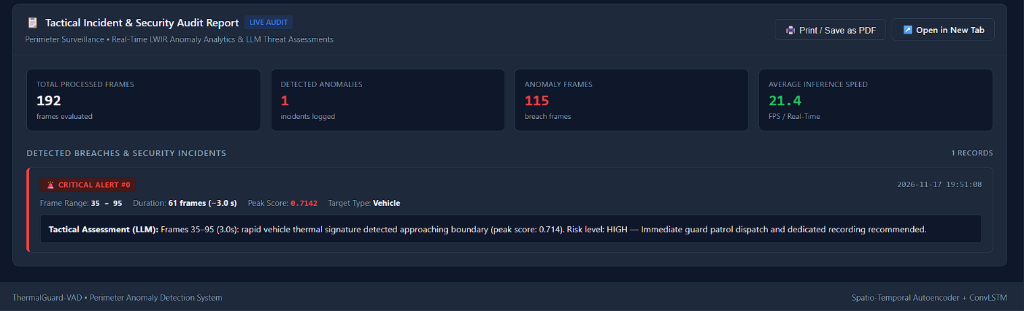 Tactical Incident & Security Audit Report LIVE AUDIT
Perimeter Surveillance • Real-Time LWIR Anomaly Analytics & LLM Threat Assessments
Print / Save as PDF
Open in New Tab
TOTAL PROCESSED FRAMES
192
frames evaluated
DETECTED ANOMALIES
1
incidents logged
ANOMALY FRAMES
115
breach frames
AVERAGE INFERENCE SPEED
21.4
FPS / Real-Time
DETECTED BREACHES & SECURITY INCIDENTS
1 RECORDS
CRITICAL ALERT #0
2026-11-17 19:51:08
Frame Range: 35 – 95 Duration: 61 frames (~3.0 s) Peak Score: 0.7142 Target Type: Vehicle
Tactical Assessment (LLM): Frames 35–95 (3.0s): rapid vehicle thermal signature detected approaching boundary (peak score: 0.714). Risk level: HIGH — Immediate guard patrol dispatch and dedicated recording recommended.
ThermalGuard-VAD • Perimeter Anomaly Detection System
Spatio-Temporal Autoencoder + ConvLSTM